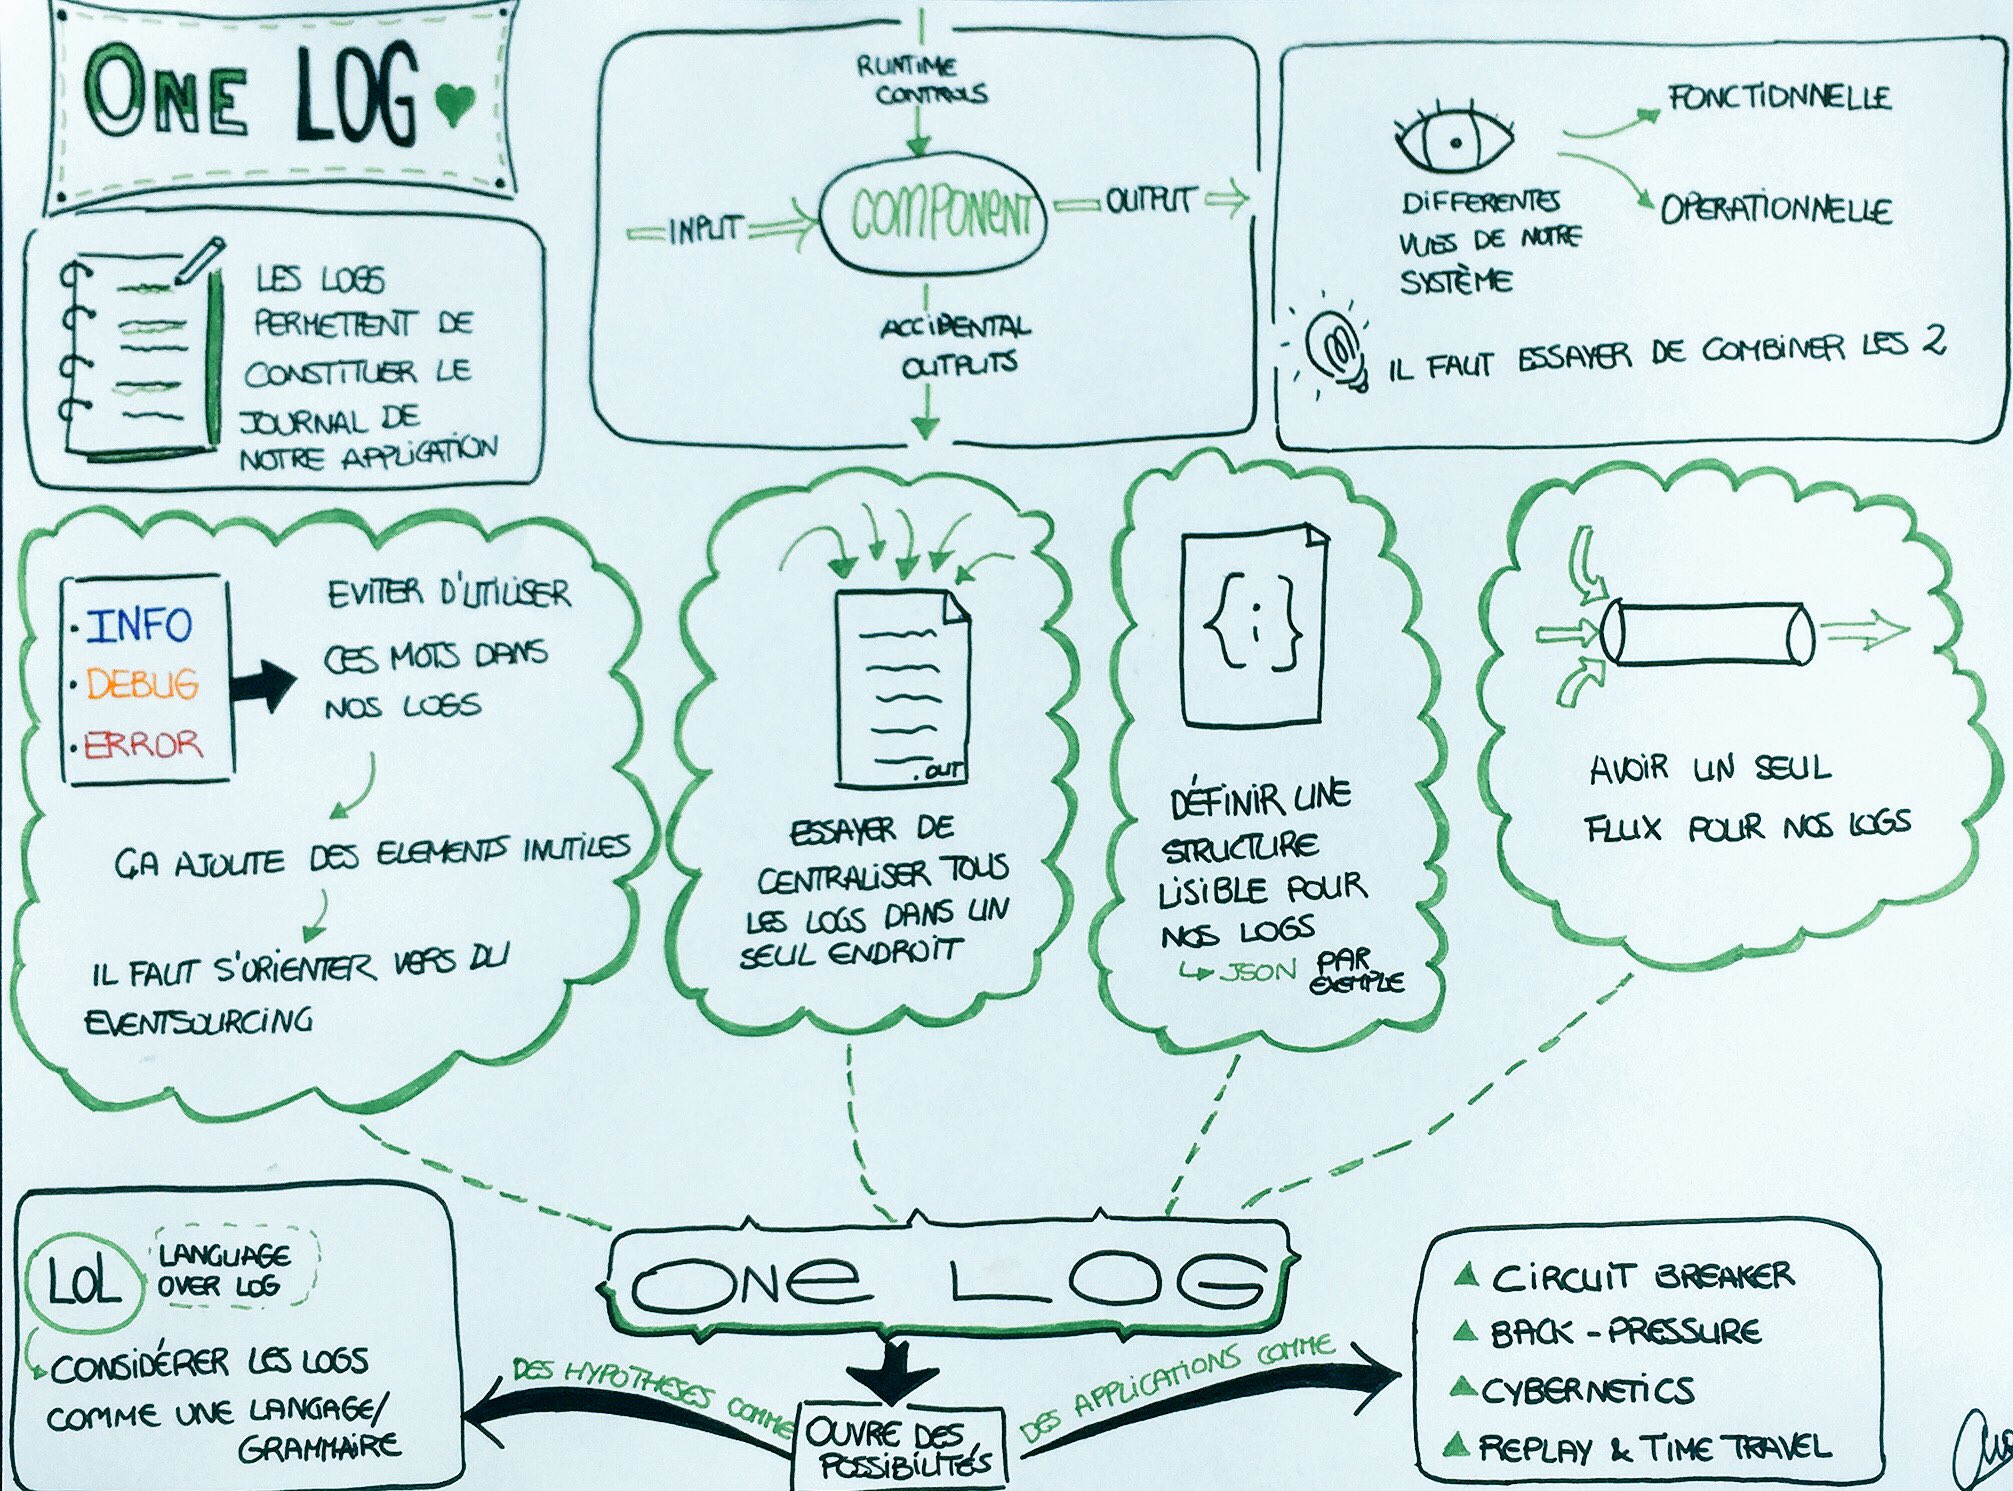 ONE LOG
LES LOGS
PERMETTENT DE
CONSTITUER LE
JOURNAL DE
NOTRE APPLICATION
RUNTIME
CONTROLS
INPUT
COMPONENT
OUTPUT
ACCIDENTAL
OUTPUTS
FONCTIONNELLE
OPERATIONNELLE
DIFFERENTES
VUES DE NOTRE
SYSTÈME
IL FAUT ESSAYER DE COMBINER LES 2
• INFO
• DEBUG
• ERROR
EVITER D'UTILISER
CES MOTS DANS
NOS LOGS
ÇA AJOUTE DES ELEMENTS INUTILES
IL FAUT S'ORIENTER VERS DU
EVENTSOURCING
.OUT
ESSAYER DE
CENTRALISER TOUS
LES LOGS DANS UN
SEUL ENDROIT
{;}
DÉFINIR UNE
STRUCTURE
LISIBLE POUR
NOS LOGS
↳ JSON PAR
EXEMPLE
AVOIR UN SEUL
FLUX POUR NOS LOGS
ONE LOG
LOL
LANGUAGE
OVER LOG
CONSIDÉRER LES LOGS
COMME UNE LANGAGE/
GRAMMAIRE
DES HYPOTHESES COMME
OUVRE DES
POSSIBILITÉS
DES APPLICATIONS COMME
▲ CIRCUIT BREAKER
▲ BACK-PRESSURE
▲ CYBERNETICS
▲ REPLAY & TIME TRAVEL